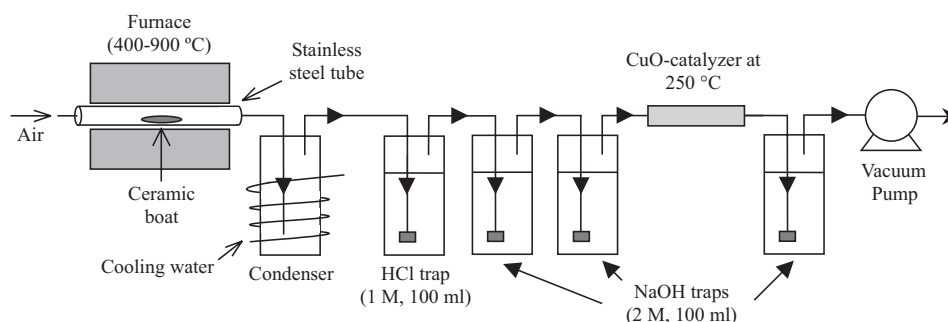 Furnace
(400-900 ºC)
Stainless
steel tube
CuO-catalyzer at
250 °C
Air
Ceramic
boat
Vacuum
Pump
Cooling water
Condenser
HCl trap
(1 M, 100 ml)
NaOH traps
(2 M, 100 ml)